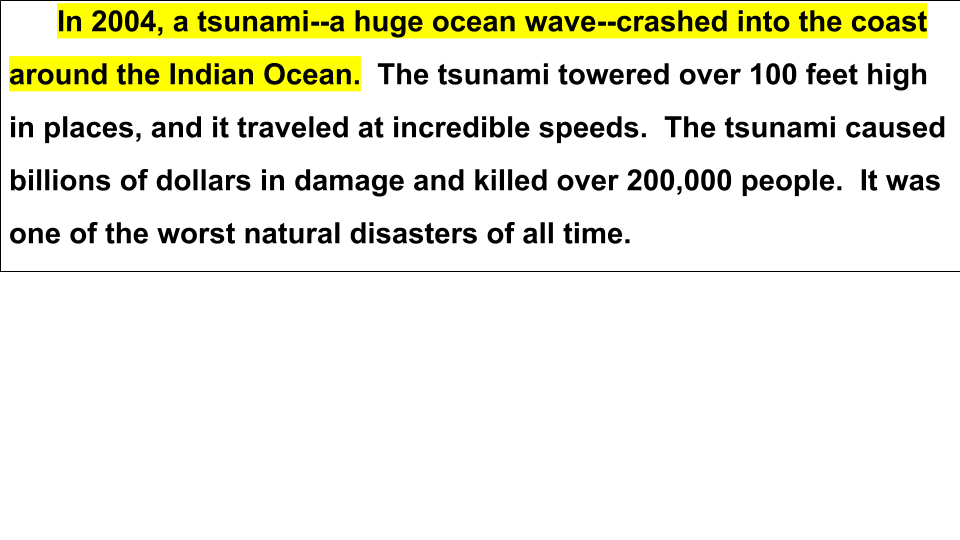 In 2004, a tsunami--a huge ocean wave--crashed into the coast
around the Indian Ocean.  The tsunami towered over 100 feet high
in places, and it traveled at incredible speeds.  The tsunami caused
billions of dollars in damage and killed over 200,000 people.  It was
one of the worst natural disasters of all time.